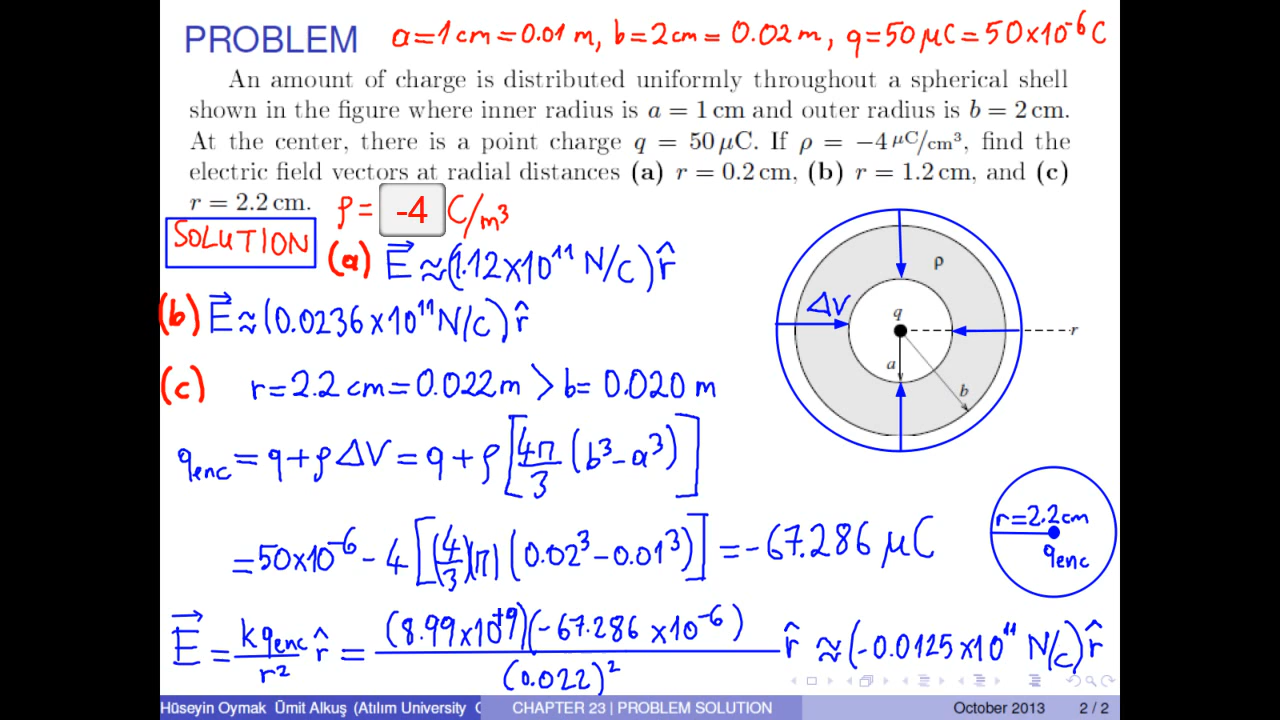 PROBLEM a=1cm=0.01 m, b=2cm=0.02m, q=50μC=50×10⁻⁶C
An amount of charge is distributed uniformly throughout a spherical shell
shown in the figure where inner radius is a = 1 cm and outer radius is b = 2 cm.
At the center, there is a point charge q = 50 μC. If ρ = −4 μC/cm³, find the
electric field vectors at radial distances (a) r = 0.2 cm, (b) r = 1.2 cm, and (c)
r = 2.2 cm. ρ = -4 C/m³
SOLUTION
(a) E⃗ ≈ (1.12×10¹¹ N/C) r̂
(b) E⃗ ≈ (0.0236×10¹¹ N/C) r̂
(c) r=2.2 cm=0.022m > b= 0.020 m
q_enc = q+ρΔV = q+ρ[4π/3 (b³−a³)]
=50×10⁻⁶ − 4[(4/3)(π)(0.02³−0.01³)] = −67.286 μC
E⃗ = kq_enc/r² r̂ = (8.99×10⁺⁹)(−67.286×10⁻⁶)/(0.022)² r̂ ≈ (−0.0125×10¹¹ N/C) r̂
ρ
ΔV
q
r
a
b
r=2.2cm
q_enc
Hüseyin Oymak Ümit Alkuş (Atılım University C CHAPTER 23 | PROBLEM SOLUTION October 2013 2 / 2